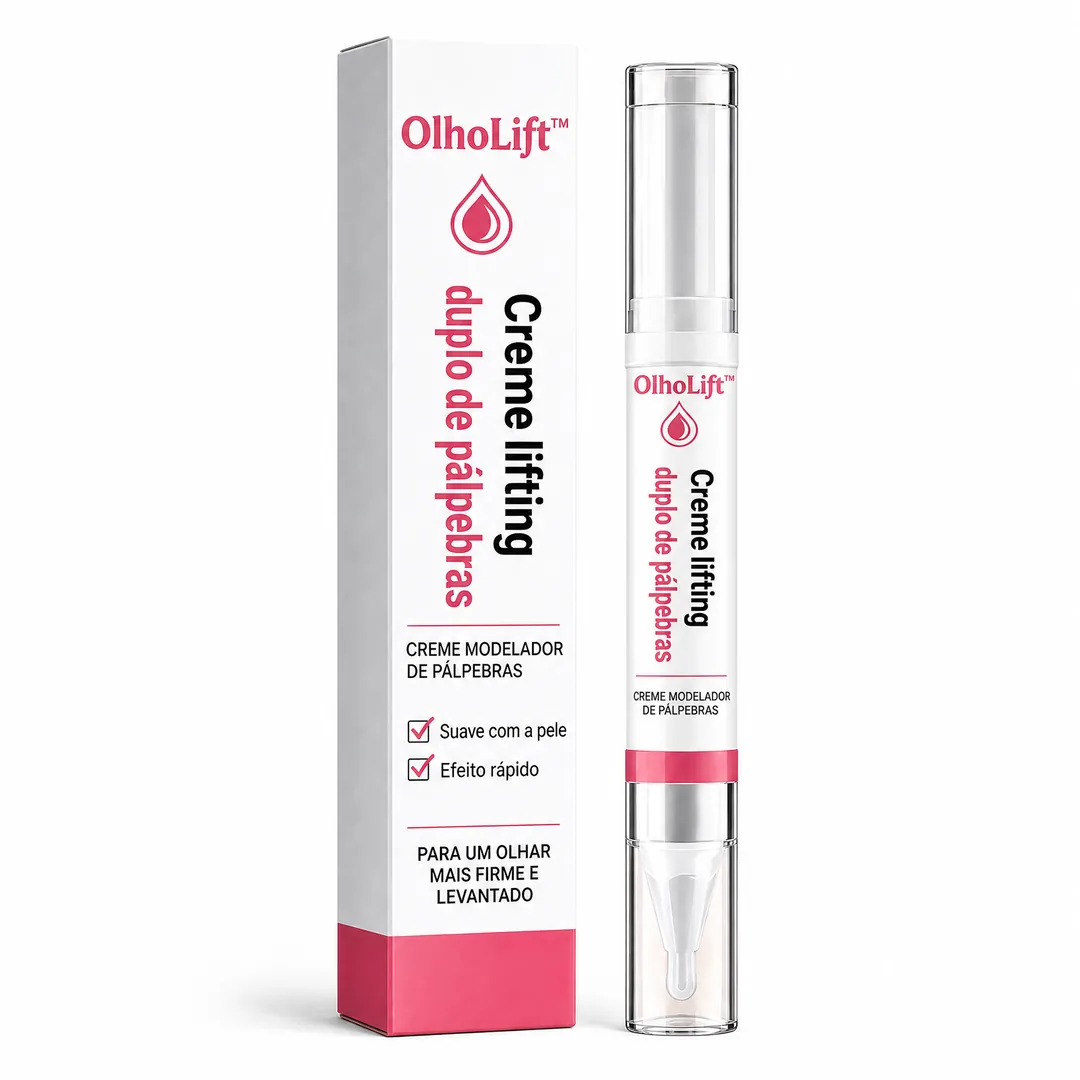 OlhoLift™
Creme lifting
duplo de pálpebras
CREME MODELADOR
DE PÁLPEBRAS
Suave com a pele
Efeito rápido
PARA UM OLHAR
MAIS FIRME E
LEVANTADO
OlhoLift™
Creme lifting
duplo de pálpebras
CREME MODELADOR
DE PÁLPEBRAS